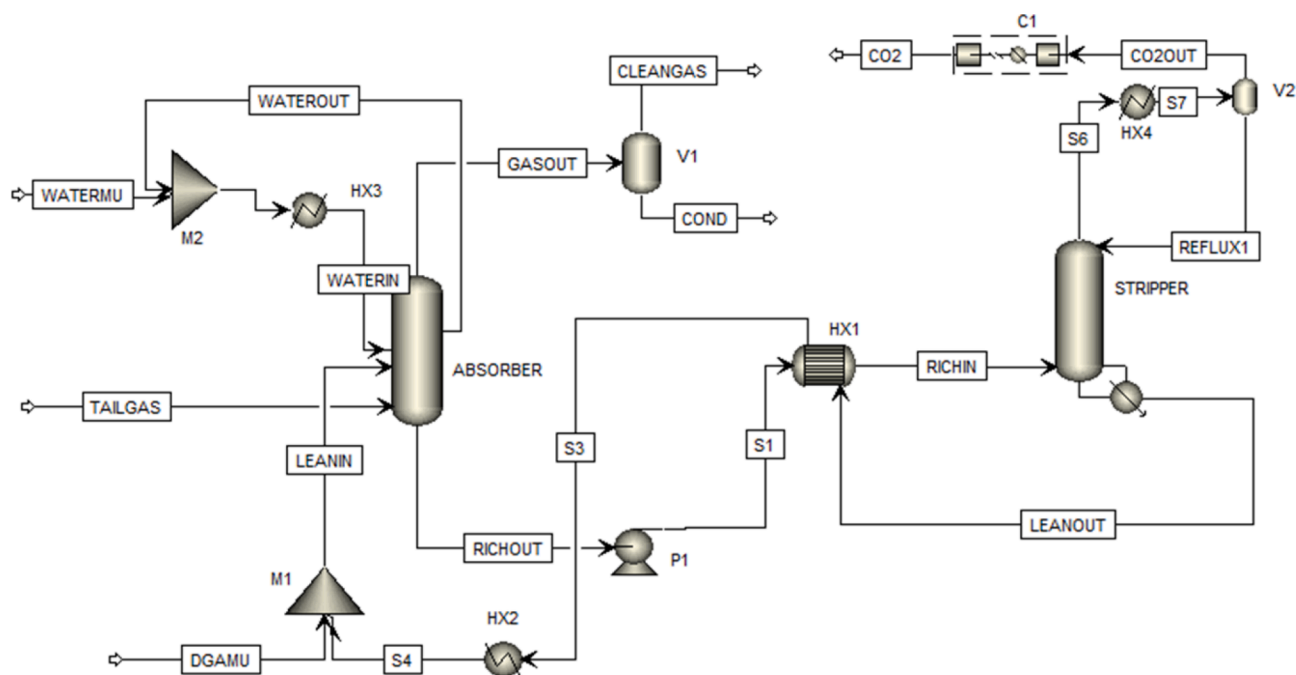 C1
CO2
CO2OUT
CLEANGAS
WATEROUT
S7
V2
HX4
S6
GASOUT
V1
WATERMU
HX3
COND
M2
REFLUX1
WATERIN
STRIPPER
HX1
ABSORBER
RICHIN
TAILGAS
S3
S1
LEANIN
LEANOUT
RICHOUT
P1
M1
HX2
DGAMU
S4